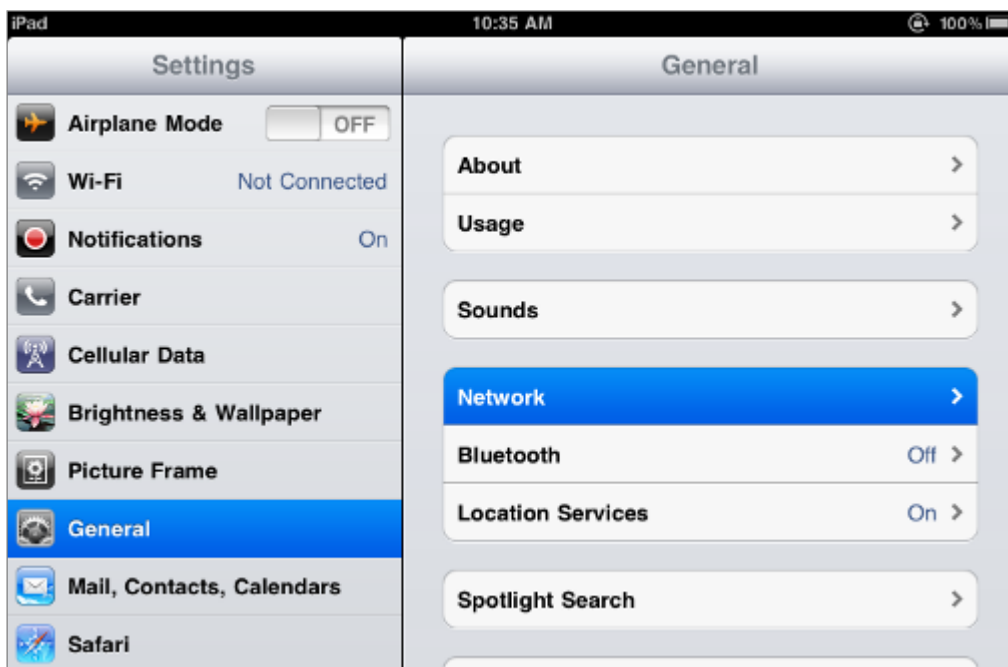 iPad 10:35 AM 100%
Settings
Airplane Mode OFF
Wi-Fi Not Connected
Notifications On
Carrier
Cellular Data
Brightness & Wallpaper
Picture Frame
General
Mail, Contacts, Calendars
Safari
General
About
Usage
Sounds
Network
Bluetooth Off
Location Services On
Spotlight Search